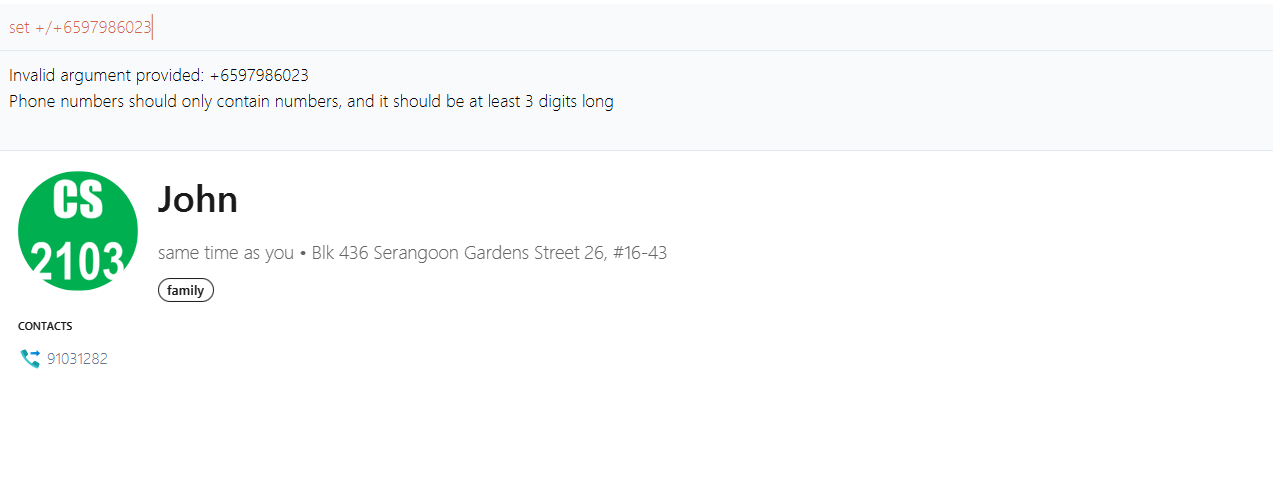 set +/+6597986023
Invalid argument provided: +6597986023
Phone numbers should only contain numbers, and it should be at least 3 digits long
CS
2103
John
same time as you • Blk 436 Serangoon Gardens Street 26, #16-43
family
CONTACTS
91031282